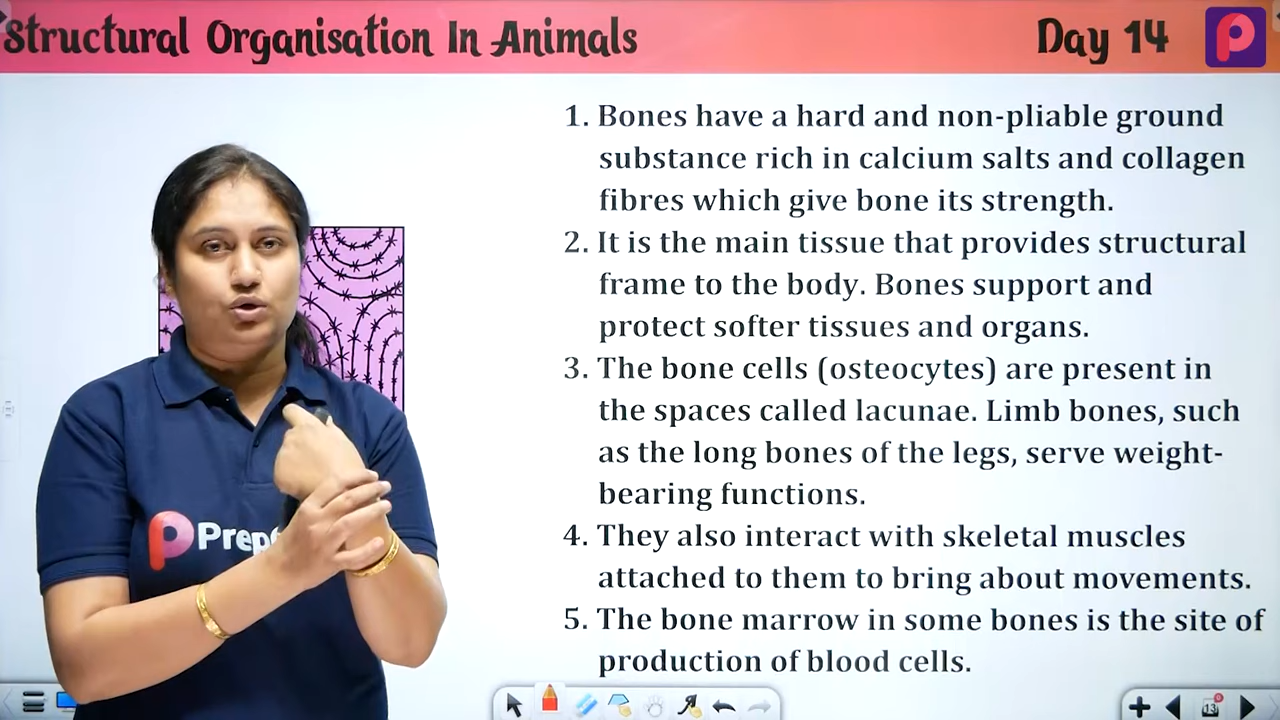 Structural Organisation In Animals
Day 14
1. Bones have a hard and non-pliable ground
substance rich in calcium salts and collagen
fibres which give bone its strength.
2. It is the main tissue that provides structural
frame to the body. Bones support and
protect softer tissues and organs.
3. The bone cells (osteocytes) are present in
the spaces called lacunae. Limb bones, such
as the long bones of the legs, serve weight-
bearing functions.
4. They also interact with skeletal muscles
attached to them to bring about movements.
5. The bone marrow in some bones is the site of
production of blood cells.
Prep
13